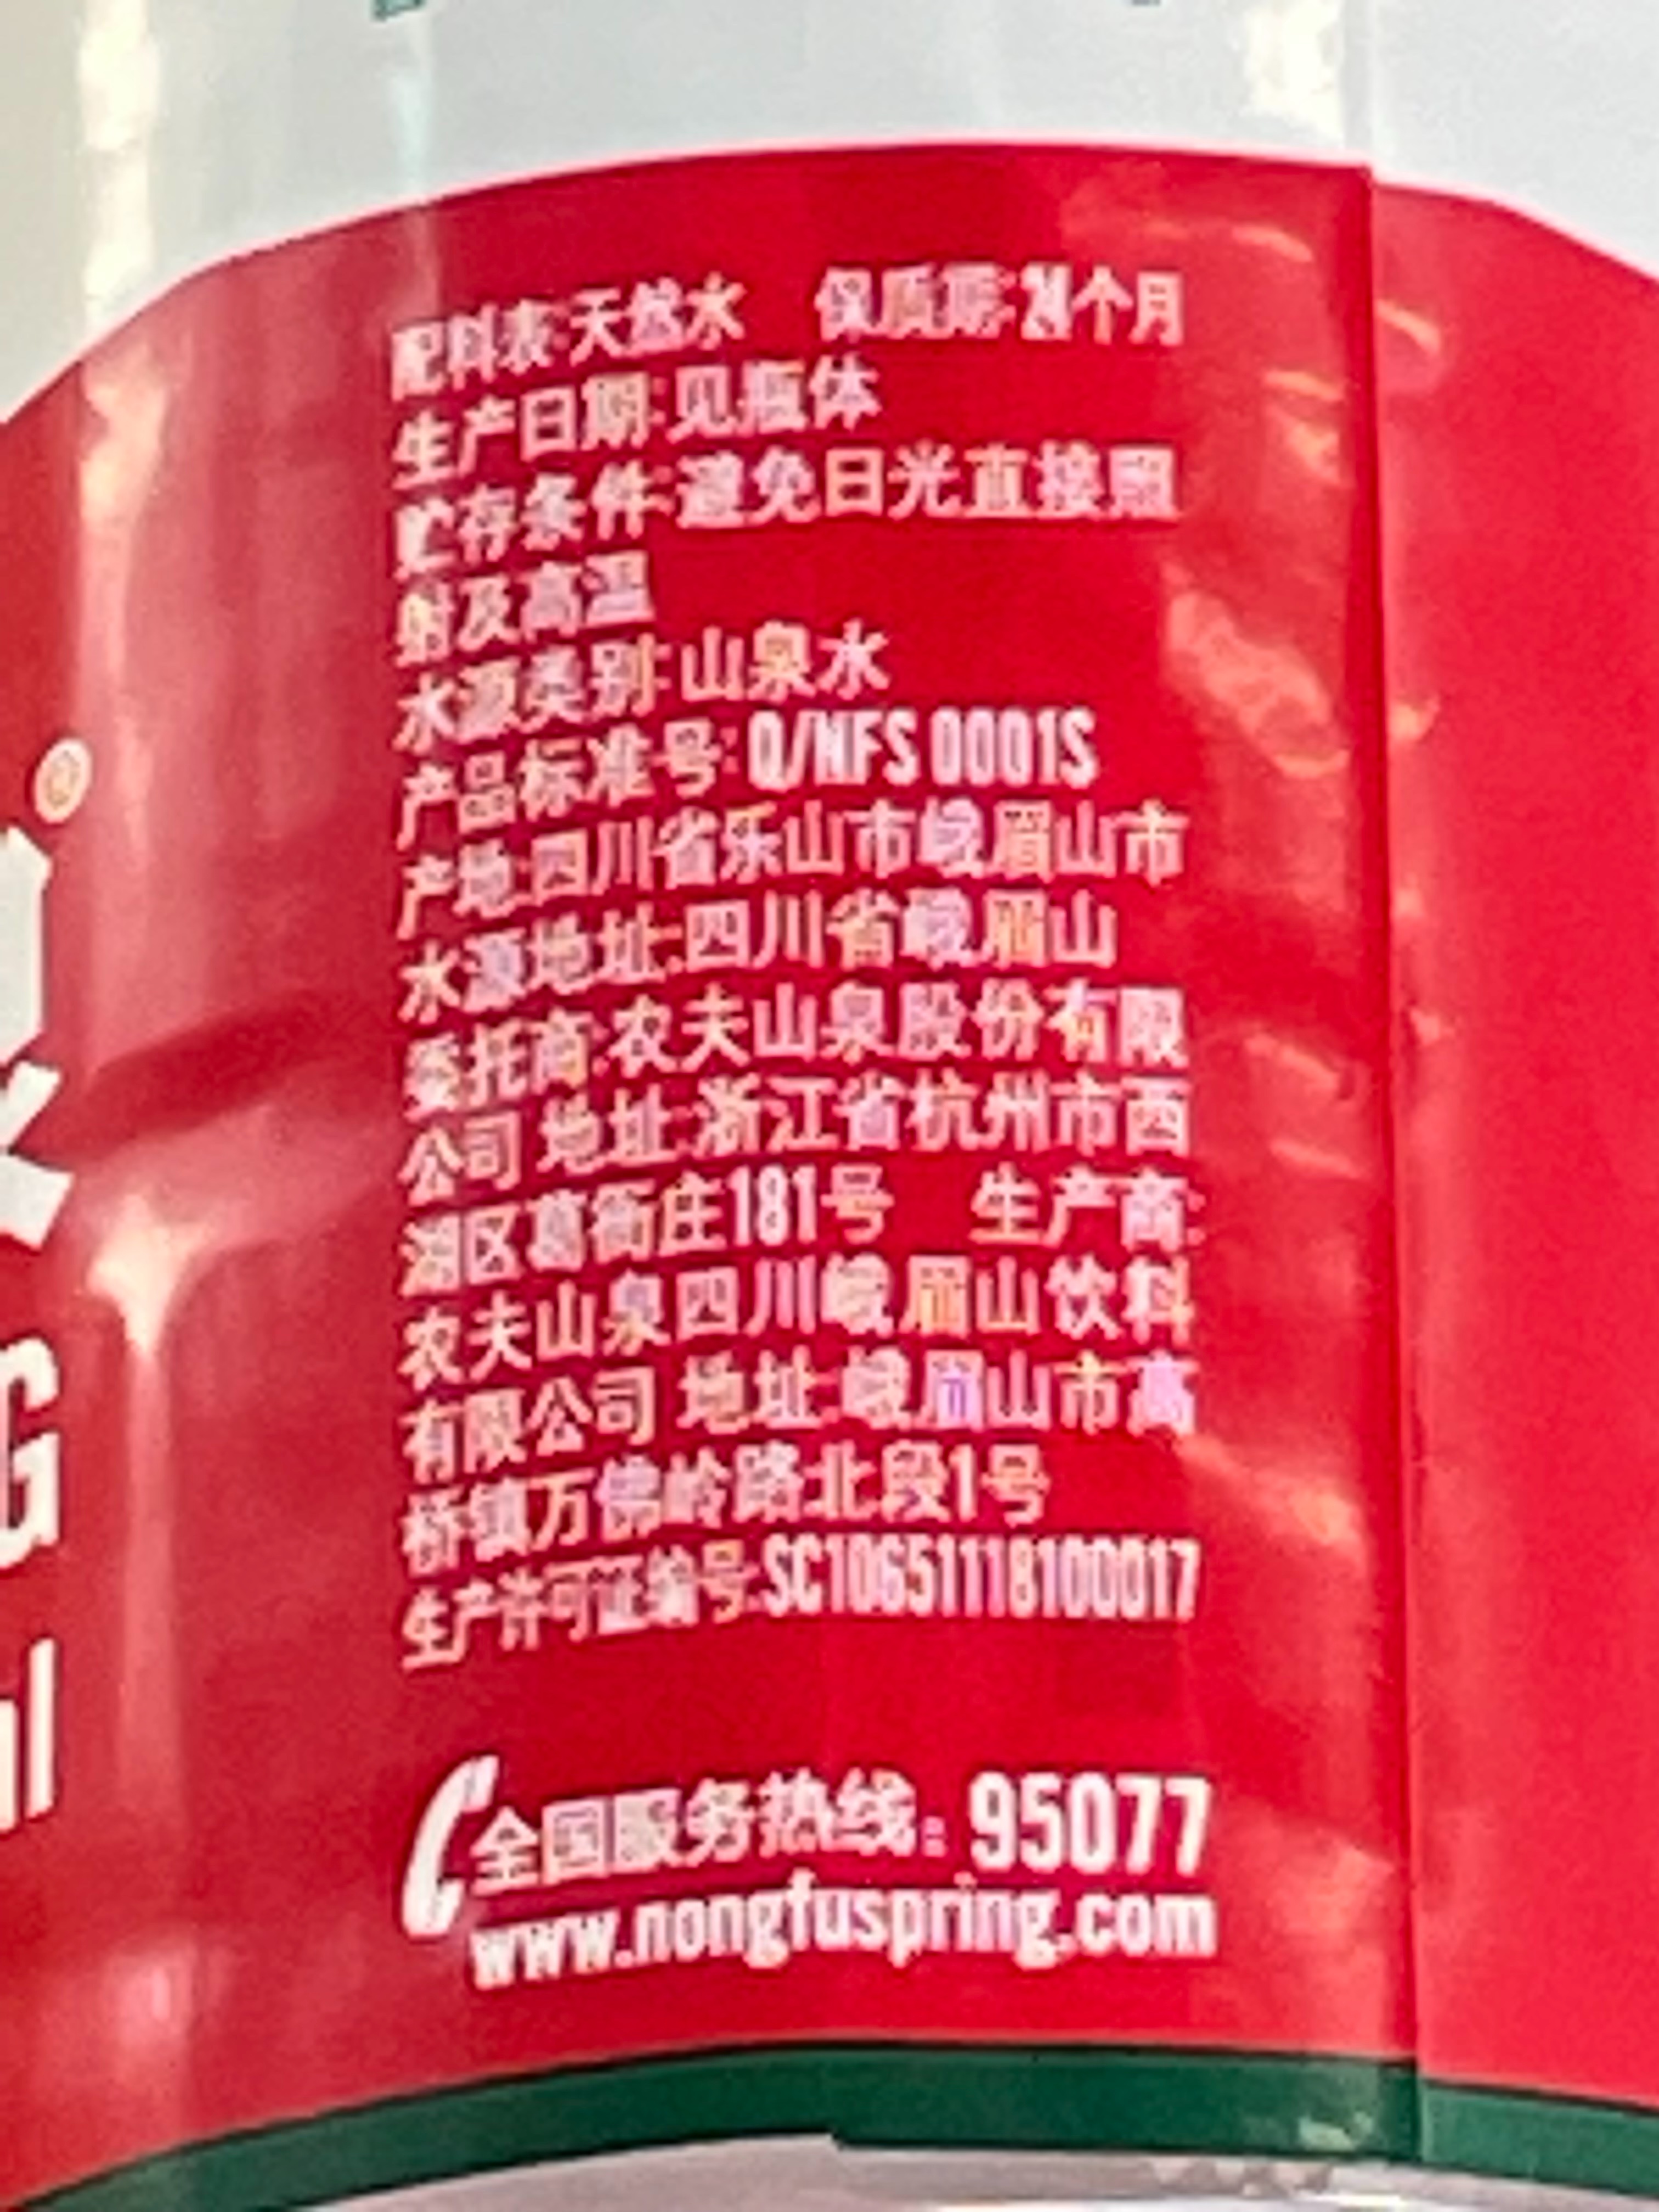 配料表:天然水 保质期:24个月
生产日期:见瓶体
贮存条件:避免日光直接照
射及高温
水源类别:山泉水
产品标准号:Q/NFS 0001S
产地:四川省乐山市峨眉山市
水源地址:四川省峨眉山
委托商:农夫山泉股份有限
公司 地址:浙江省杭州市西
湖区葛衙庄181号 生产商:
农夫山泉四川峨眉山饮料
有限公司 地址:峨眉山市高
桥镇万佛岭路北段1号
生产许可证编号:SC10651118100017
全国服务热线：95077
www.nongfuspring.com
®
G